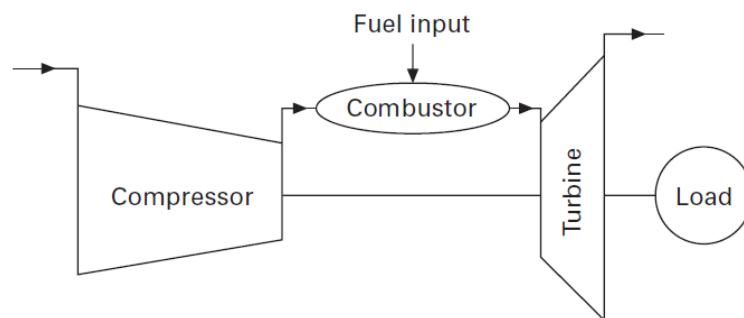 Fuel input
Combustor
Compressor
Turbine
Load